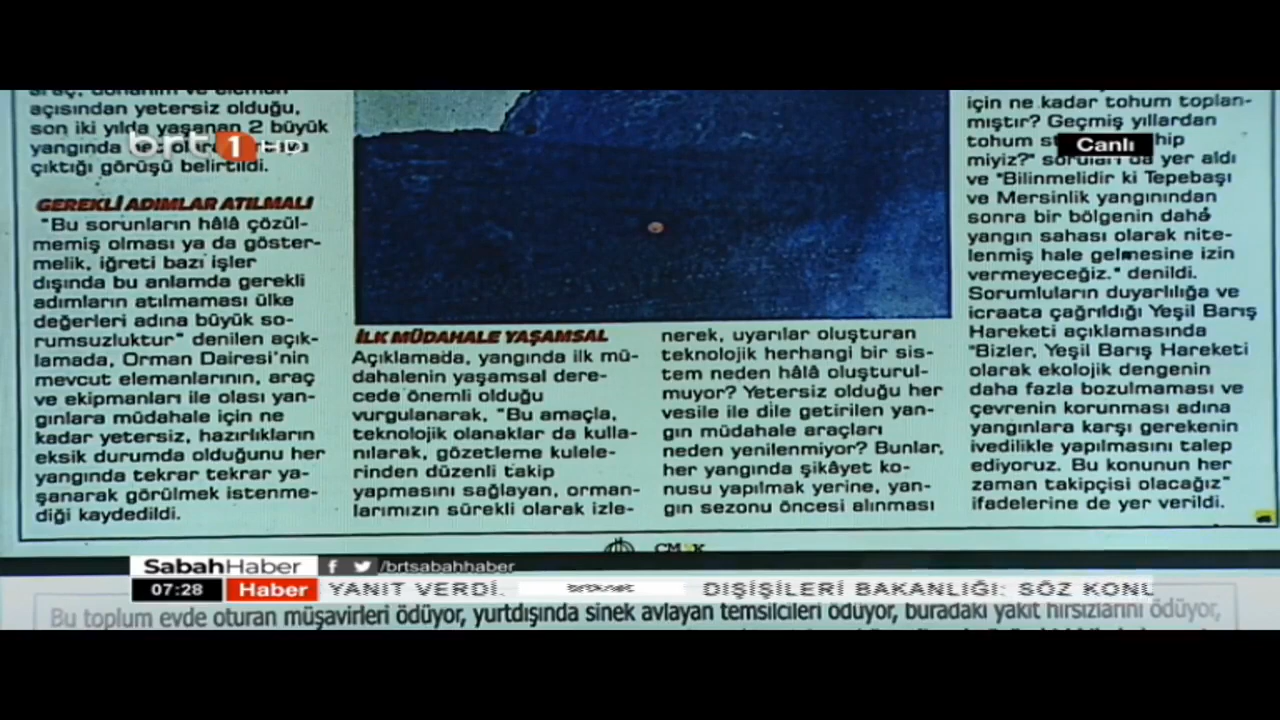 araç, donanım ve eleman
açısından yetersiz olduğu,
son iki yılda yaşanan 2 büyük
yangında
çıktığı görüşü belirtildi.
GEREKLİ ADIMLAR ATILMALI
"Bu sorunların hâlâ çözül-
memiş olması ya da göster-
melik, iğreti bazı işler
dışında bu anlamda gerekli
adımların atılmaması ülke
değerleri adına büyük so-
rumsuzluktur" denilen açık-
lamada, Orman Dairesi'nin
mevcut elemanlarının, araç
ve ekipmanları ile olası yan-
gınlara müdahale için ne
kadar yetersiz, hazırlıkların
eksik durumda olduğunu her
yangında tekrar tekrar ya-
şanarak görülmek istenme-
diği kaydedildi.
İLK MÜDAHALE YAŞAMSAL
Açıklamada, yangında ilk mü-
dahalenin yaşamsal dere-
cede önemli olduğu
vurgulanarak, "Bu amaçla,
teknolojik olanaklar da kulla-
nılarak, gözetleme kulele-
rinden düzenli takip
yapmasını sağlayan, orman-
larımızın sürekli olarak izle-
nerek, uyarılar oluşturan
teknolojik herhangi bir sis-
tem neden hâlâ oluşturul-
muyor? Yetersiz olduğu her
vesile ile dile getirilen yan-
gın müdahale araçları
neden yenilenmiyor? Bunlar,
her yangında şikâyet ko-
nusu yapılmak yerine, yan-
gın sezonu öncesi alınması
için ne kadar tohum toplan-
mıştır? Geçmiş yıllardan
tohum
miyiz?" soruları da yer aldı
ve "Bilinmelidir ki Tepebaşı
ve Mersinlik yangınından
sonra bir bölgenin daha
yangın sahası olarak nite-
lenmiş hale gelmesine izin
vermeyeceğiz." denildi.
Sorumluların duyarlılığa ve
icraata çağrıldığı Yeşil Barış
Hareketi açıklamasında
"Bizler, Yeşil Barış Hareketi
olarak ekolojik dengenin
daha fazla bozulmaması ve
çevrenin korunması adına
yangınlara karşı gerekenin
ivedilikle yapılmasını talep
ediyoruz. Bu konunun her
zaman takipçisi olacağız"
ifadelerine de yer verildi.
brt 1 HD
Canlı
CMYK
SabahHaber
f /brtsabahhaber
07:28 Haber YANIT VERDİ. brtk.net DIŞİŞLERİ BAKANLIĞI: SÖZ KONU
Bu toplum evde oturan müşavirleri ödüyor, yurtdışında sinek avlayan temsilcileri ödüyor, buradaki yakıt hırsızlarını ödüyor,